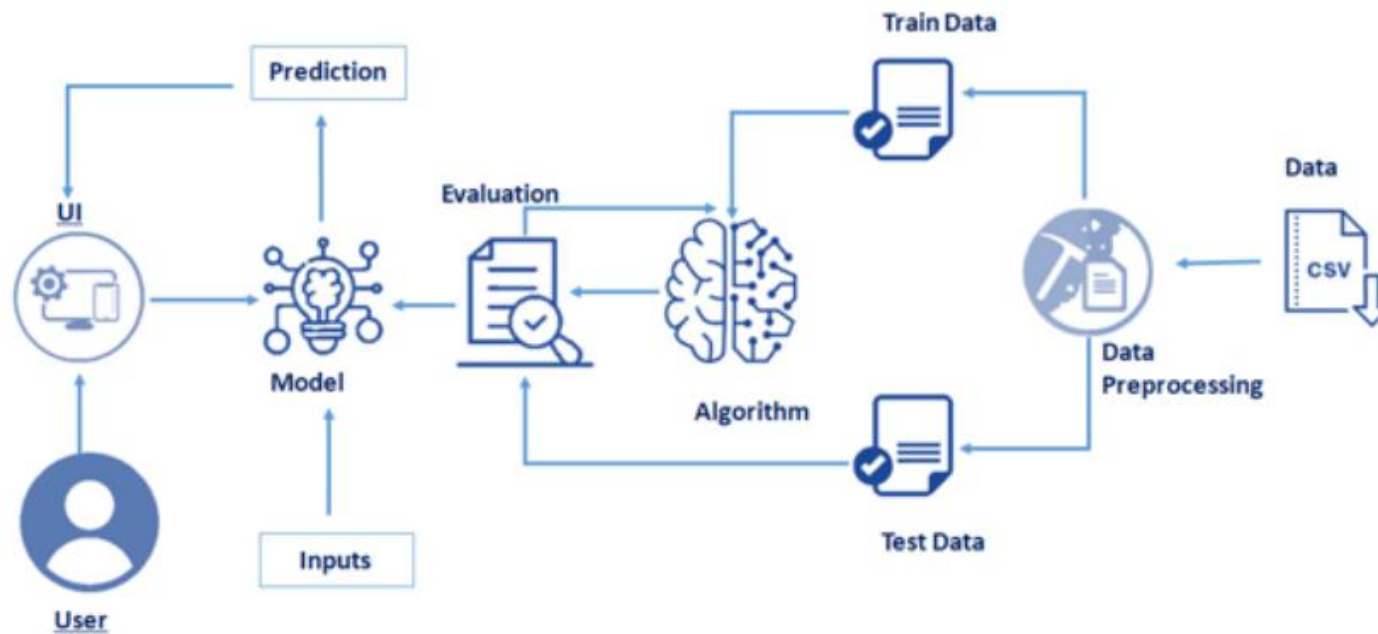 Train Data
Prediction
Data
Evaluation
UI
CSV
Data
Preprocessing
Model
Algorithm
Inputs
Test Data
User